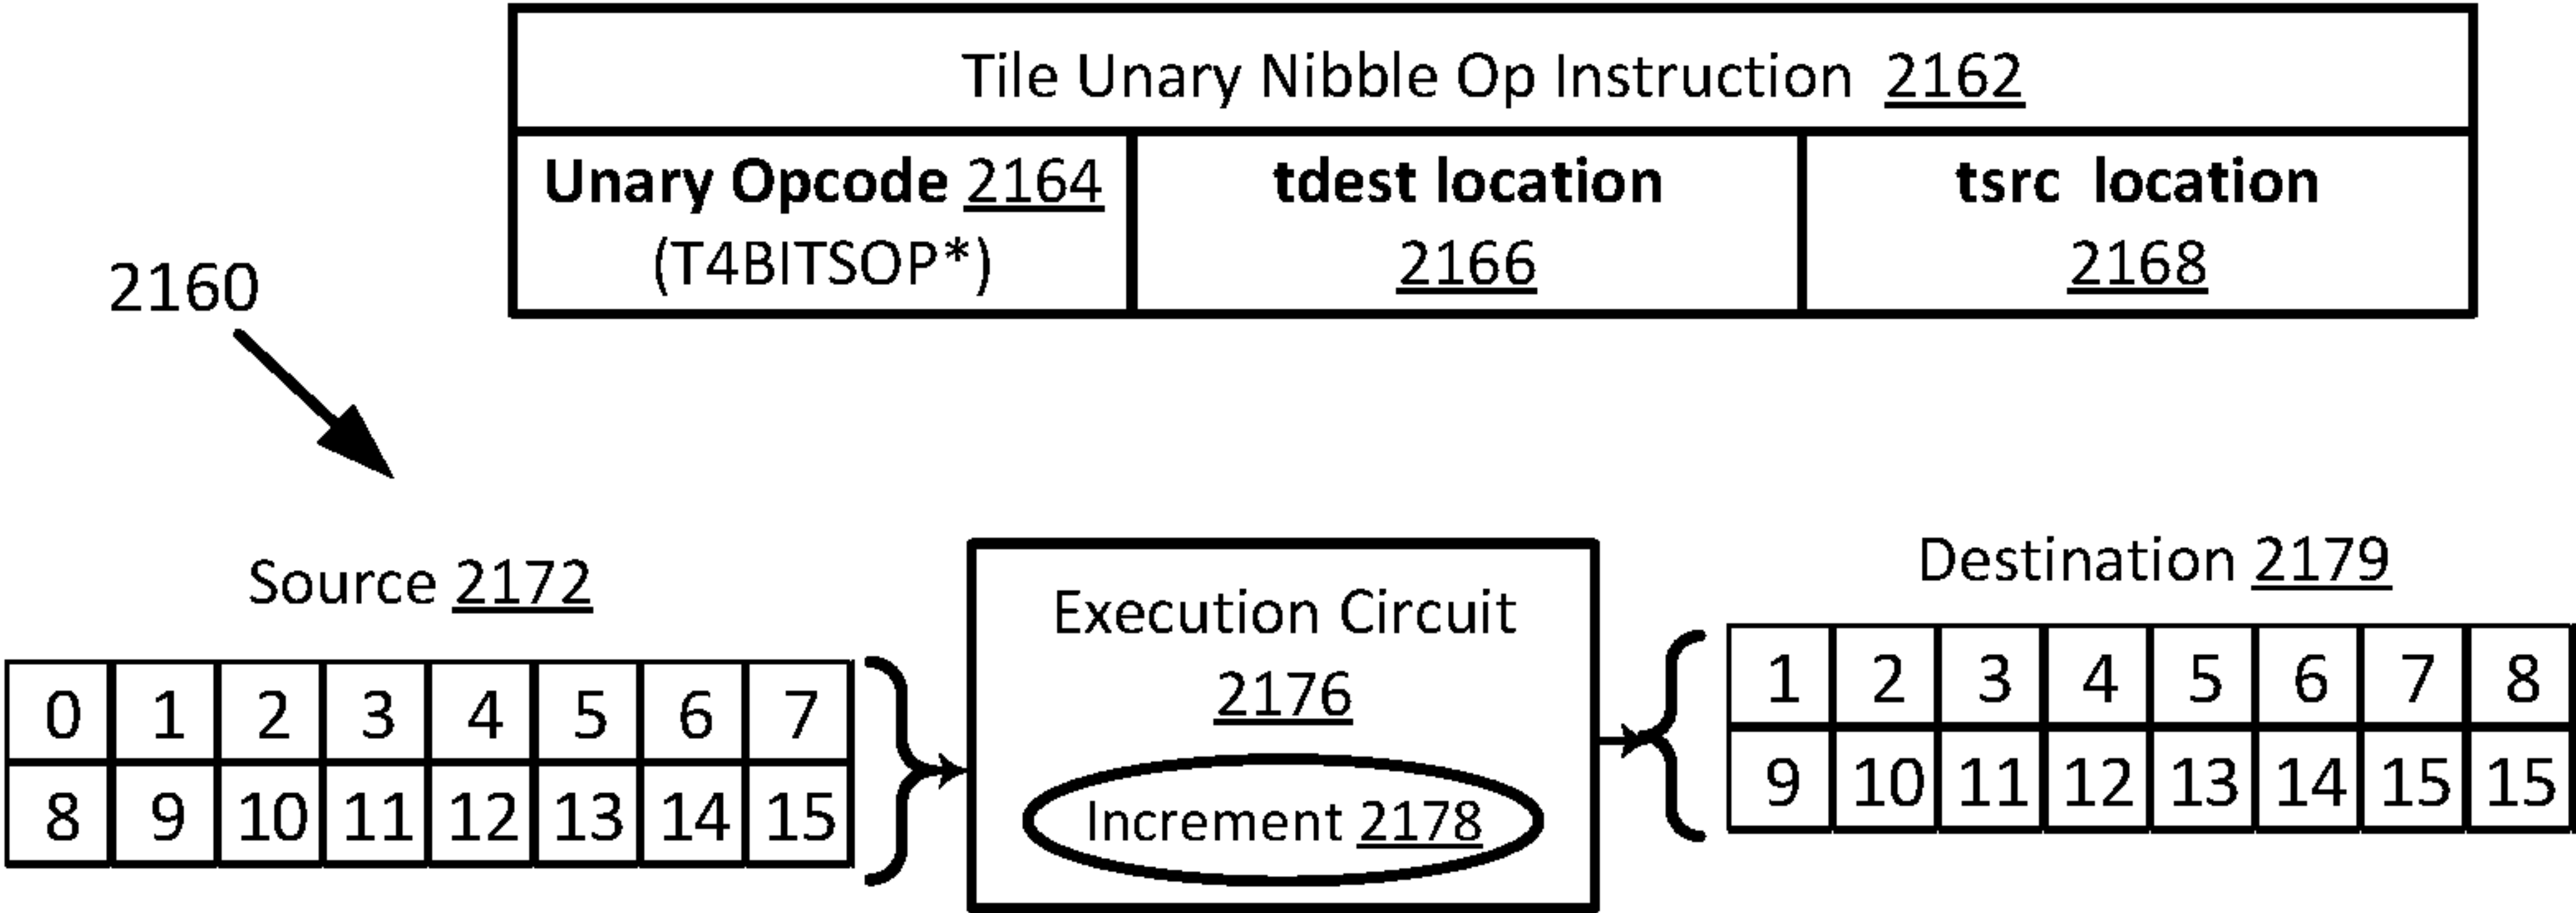 Tile Unary Nibble Op Instruction 2162
Unary Opcode 2164 tdest location tsrc location
(T4BITSOP*) 2166 2168
2160
Source 2172
0 1 2 3 4 5 6 7
8 9 10 11 12 13 14 15
Execution Circuit
2176
Increment 2178
Destination 2179
1 2 3 4 5 6 7 8
9 10 11 12 13 14 15 15